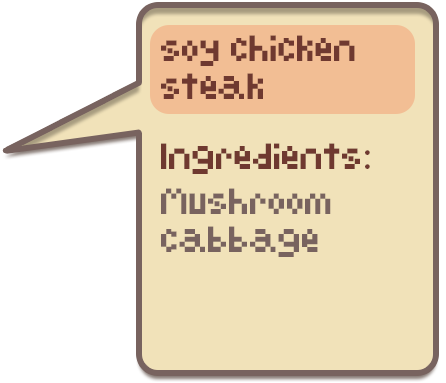 soy chicken
steak
Ingredients:
Mushroom
cabbage